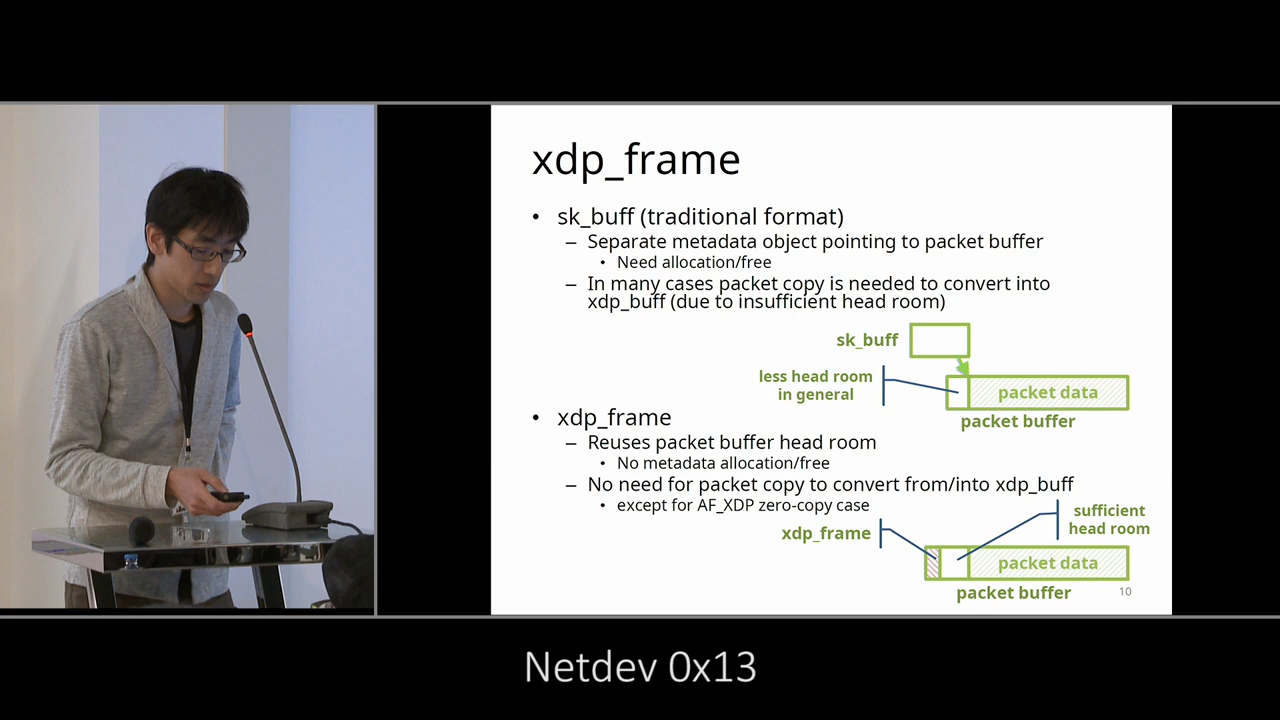 xdp_frame
• sk_buff (traditional format)
– Separate metadata object pointing to packet buffer
• Need allocation/free
– In many cases packet copy is needed to convert into
xdp_buff (due to insufficient head room)
sk_buff
less head room
in general
packet data
packet buffer
• xdp_frame
– Reuses packet buffer head room
• No metadata allocation/free
– No need for packet copy to convert from/into xdp_buff
• except for AF_XDP zero-copy case
sufficient
head room
xdp_frame
packet data
packet buffer
10
Netdev 0x13